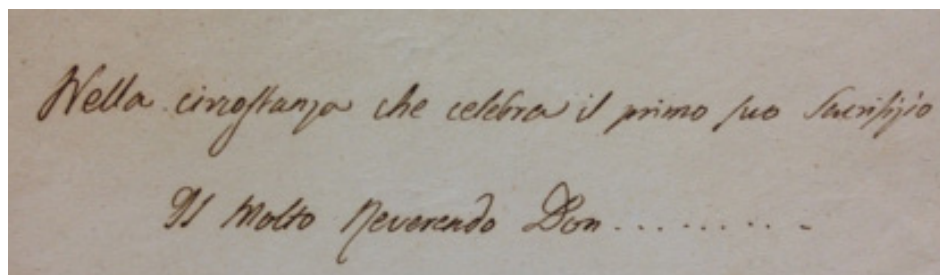 Nella circostanza che celebra il primo suo Sacrifizio
Il Molto Reverendo Don . . . . . . . . .